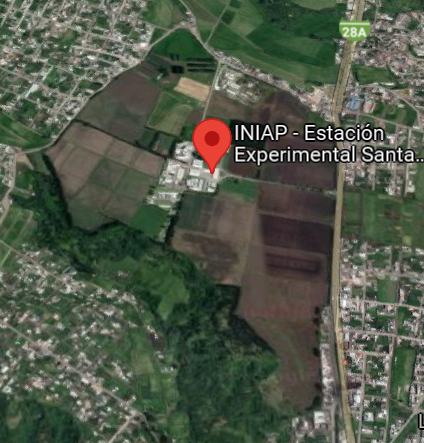 28A
INIAP - Estación
Experimental Santa..